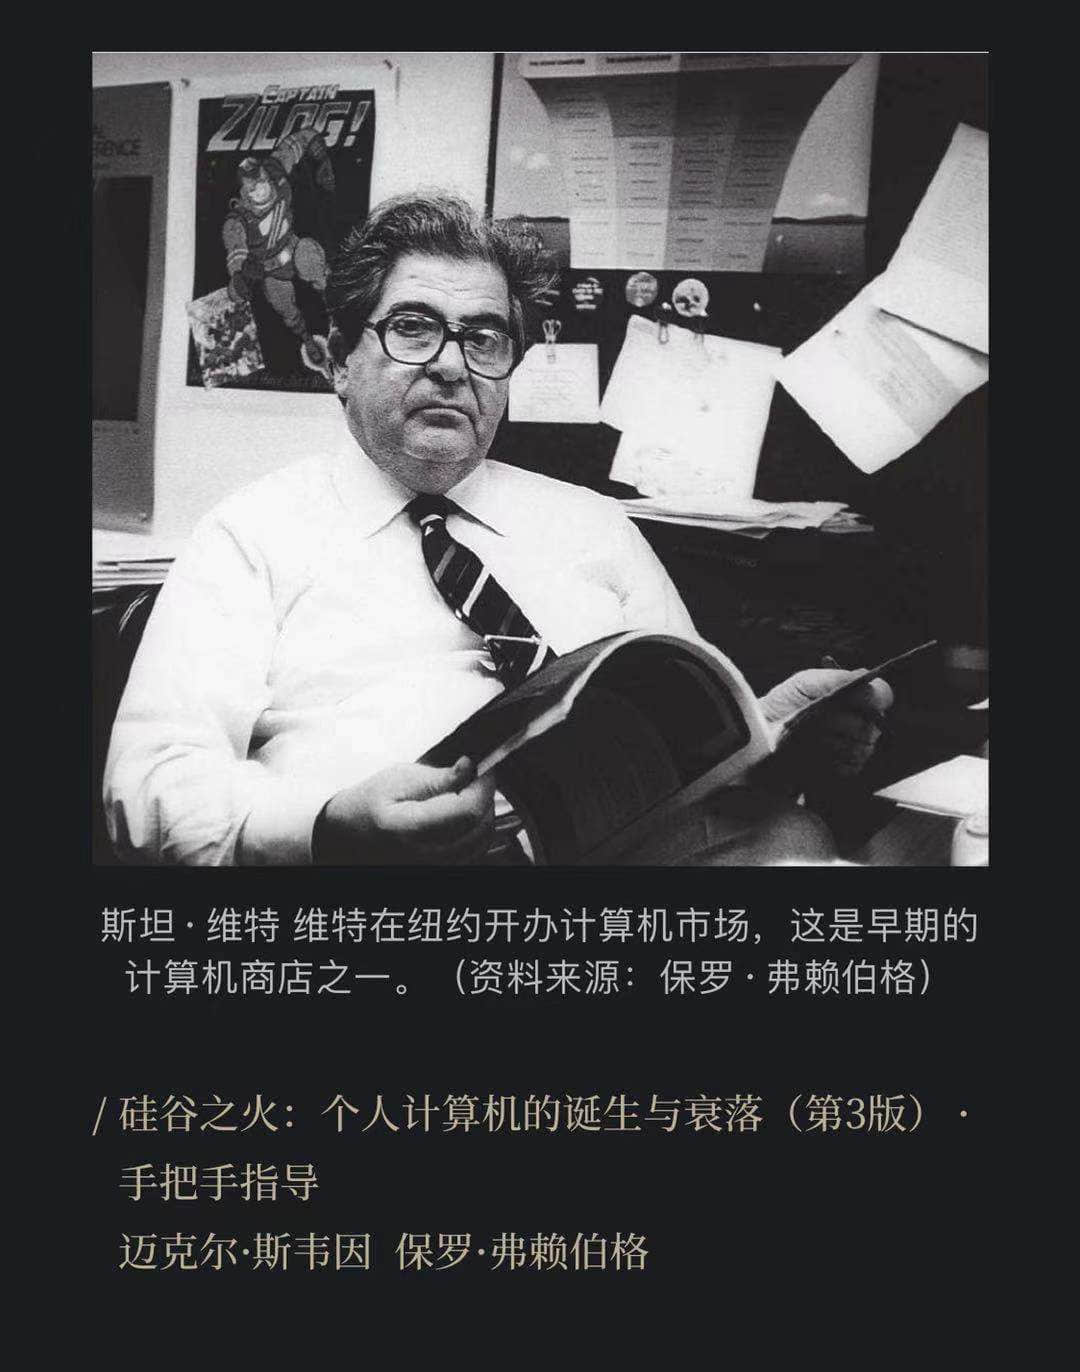 CAPTAIN
ZILOG!
斯坦·维特 维特在纽约开办计算机市场，这是早期的
计算机商店之一。（资料来源：保罗·弗赖伯格）
/ 硅谷之火：个人计算机的诞生与衰落（第3版）·
手把手指导
迈克尔·斯韦因 保罗·弗赖伯格